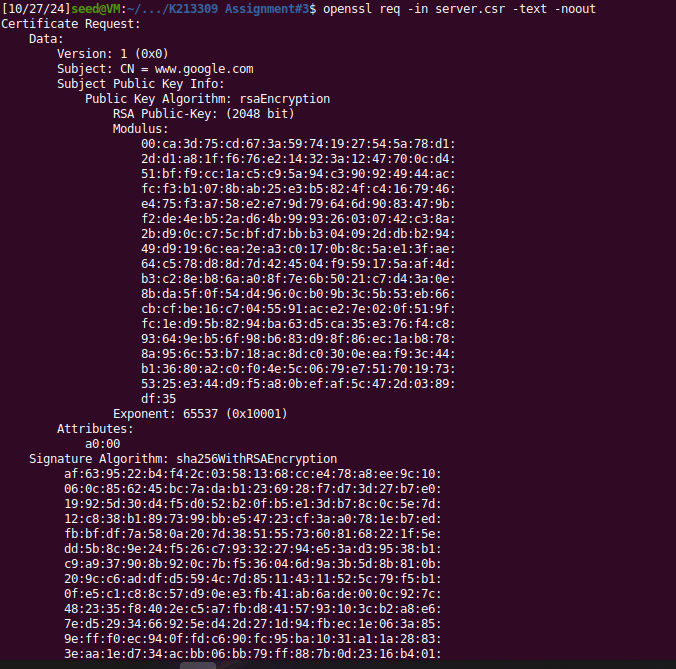 [10/27/24]seed@VM:~/.../K213309 Assignment#3$ openssl req -in server.csr -text -noout
Certificate Request:
Data:
Version: 1 (0x0)
Subject: CN = www.google.com
Subject Public Key Info:
Public Key Algorithm: rsaEncryption
RSA Public-Key: (2048 bit)
Modulus:
00:ca:3d:75:cd:67:3a:59:74:19:27:54:5a:78:d1:
2d:d1:a8:1f:f6:76:e2:14:32:3a:12:47:70:0c:d4:
51:bf:f9:cc:1a:c5:c9:5a:94:c3:90:92:49:44:ac:
fc:f3:b1:07:8b:ab:25:e3:b5:82:4f:c4:16:79:46:
e4:75:f3:a7:58:e2:e7:9d:79:64:6d:90:83:47:9b:
f2:de:4e:b5:2a:d6:4b:99:93:26:03:07:42:c3:8a:
2b:d9:0c:c7:5c:bf:d7:bb:b3:04:09:2d:db:b2:94:
49:d9:19:6c:ea:2e:a3:c0:17:0b:8c:5a:e1:3f:ae:
64:c5:78:d8:8d:7d:42:45:04:f9:59:17:5a:af:4d:
b3:c2:8e:b8:6a:a0:8f:7e:6b:50:21:c7:d4:3a:0e:
8b:da:5f:0f:54:d4:96:0c:b0:9b:3c:5b:53:eb:66:
cb:cf:be:16:c7:04:55:91:ac:e2:7e:02:0f:51:9f:
fc:1e:d9:5b:82:94:ba:63:d5:ca:35:e3:76:f4:c8:
93:64:9e:b5:6f:98:b6:83:d9:8f:86:ec:1a:b8:78:
8a:95:6c:53:b7:18:ac:8d:c0:30:0e:ea:f9:3c:44:
b1:36:80:a2:c0:f0:4e:5c:06:79:e7:51:70:19:73:
53:25:e3:44:d9:f5:a8:0b:ef:af:5c:47:2d:03:89:
df:35
Exponent: 65537 (0x10001)
Attributes:
a0:00
Signature Algorithm: sha256WithRSAEncryption
af:63:95:22:b4:f4:2c:03:58:13:68:cc:e4:78:a8:ee:9c:10:
06:0c:85:62:45:bc:7a:da:b1:23:69:28:f7:d7:3d:27:b7:e0:
19:92:5d:30:d4:f5:d0:52:b2:0f:b5:e1:3d:b7:8c:0c:5e:7d:
12:c8:38:b1:89:73:99:bb:e5:47:23:cf:3a:a0:78:1e:b7:ed:
fb:bf:df:7a:58:0a:20:7d:38:51:55:73:60:81:68:22:1f:5e:
dd:5b:8c:9e:24:f5:26:c7:93:32:27:94:e5:3a:d3:95:38:b1:
c9:a9:37:90:8b:92:0c:7b:f5:36:04:6d:9a:3b:5d:8b:81:0b:
20:9c:c6:ad:df:d5:59:4c:7d:85:11:43:11:52:5c:79:f5:b1:
0f:e5:c1:c8:8c:57:d9:0e:e3:fb:41:ab:6a:de:00:0c:92:7c:
48:23:35:f8:40:2e:c5:a7:fb:d8:41:57:93:10:3c:b2:a8:e6:
7e:d5:29:34:66:92:5e:d4:2d:27:1d:94:fb:ec:1e:06:3a:85:
9e:ff:f0:ec:94:0f:fd:c6:90:fc:95:ba:10:31:a1:1a:28:83:
3e:aa:1e:d7:34:ac:bb:06:bb:79:ff:88:7b:0d:23:16:b4:01: